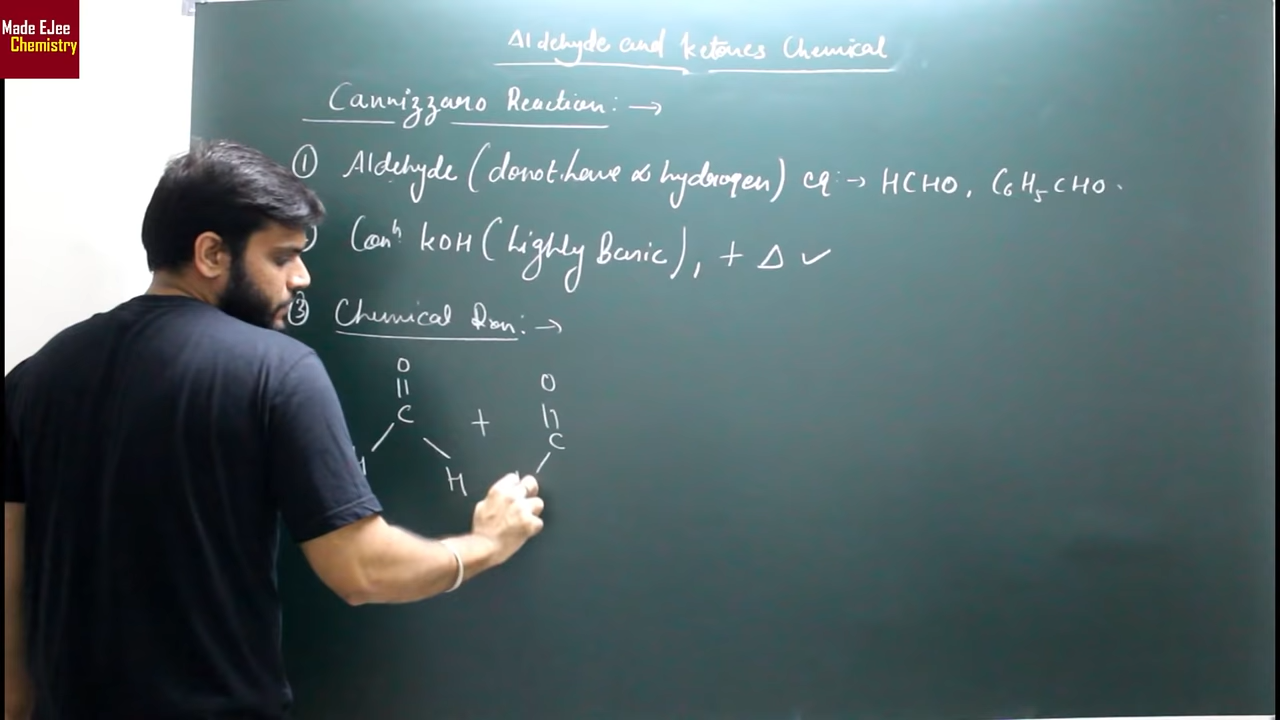 Made EJee
Chemistry
Aldehyde and ketones Chemical
Cannizzaro Reaction: →
① Aldehyde (donot have α hydrogen) eg: → HCHO, C6H5CHO.
Conⁿ KOH (highly Basic), + Δ ✓
③ Chemical Rxn: →
O O
|| ||
C + C
H H